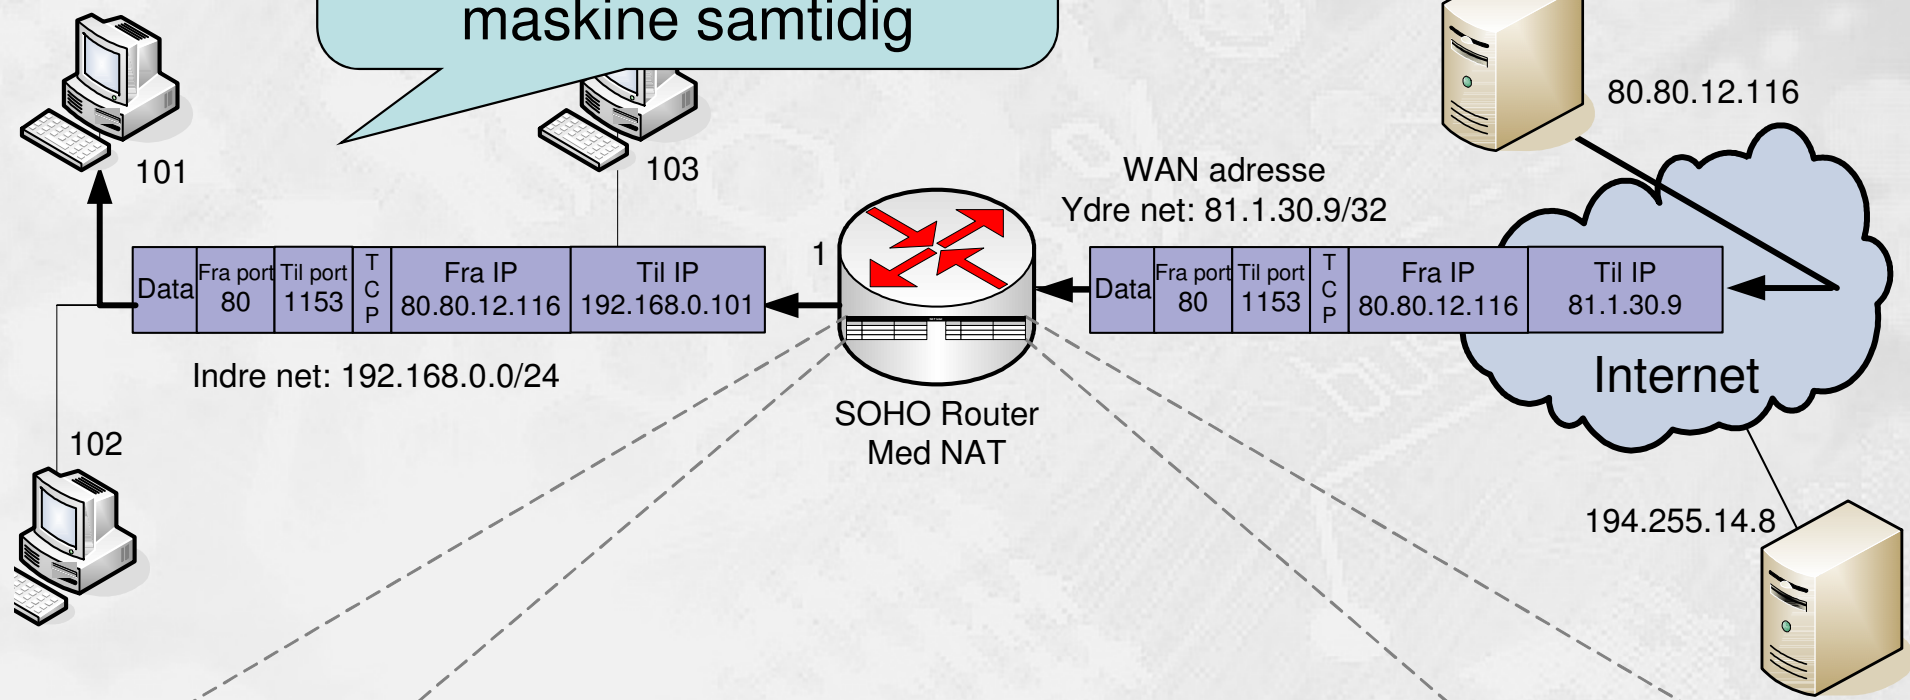 maskine samtidig
80.80.12.116
101
103
WAN adresse
Ydre net: 81.1.30.9/32
1
Data
Fra port
80
Til port
1153
T
C
P
Fra IP
80.80.12.116
Til IP
192.168.0.101
Data
Fra port
80
Til port
1153
T
C
P
Fra IP
80.80.12.116
Til IP
81.1.30.9
Indre net: 192.168.0.0/24
Internet
SOHO Router
Med NAT
102
194.255.14.8